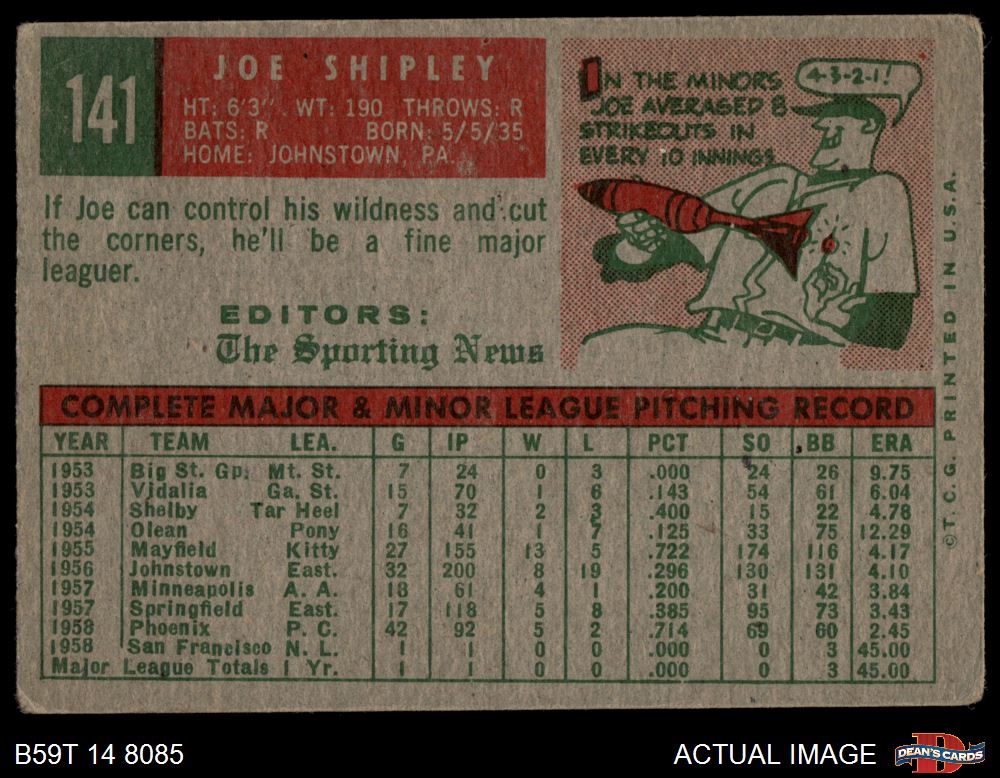 141
JOE SHIPLEY
HT: 6'3" WT: 190 THROWS: R
BATS: R BORN: 5/5/35
HOME: JOHNSTOWN, PA.
IN THE MINORS
JOE AVERAGED 8
STRIKEOUTS IN
EVERY 10 INNINGS
4-3-2-1!
If Joe can control his wildness and cut
the corners, he'll be a fine major
leaguer.
EDITORS:
The Sporting News
COMPLETE MAJOR & MINOR LEAGUE PITCHING RECORD
YEAR TEAM LEA. G IP W L PCT SO BB ERA
1953 Big St. Gp. Mt. St. 7 24 0 3 .000 24 26 9.75
1953 Vidalia Ga. St. 15 70 1 6 .143 54 61 6.04
1954 Shelby Tar Heel 7 32 2 3 .400 15 22 4.78
1954 Olean Pony 16 41 1 7 .125 33 75 12.29
1955 Mayfield Kitty 27 155 13 5 .722 174 116 4.17
1956 Johnstown East. 32 200 8 19 .296 130 131 4.10
1957 Minneapolis A. A. 18 61 4 1 .200 31 42 3.84
1957 Springfield East. 17 118 5 8 .385 95 73 3.43
1958 Phoenix P. C. 42 92 5 2 .714 69 60 2.45
1958 San Francisco N. L. 1 1 0 0 .000 0 3 45.00
Major League Totals 1 Yr. 1 1 0 0 .000 0 3 45.00
©T.C.G. PRINTED IN U.S.A.
B59T 14 8085
ACTUAL IMAGE
DEAN'S CARDS